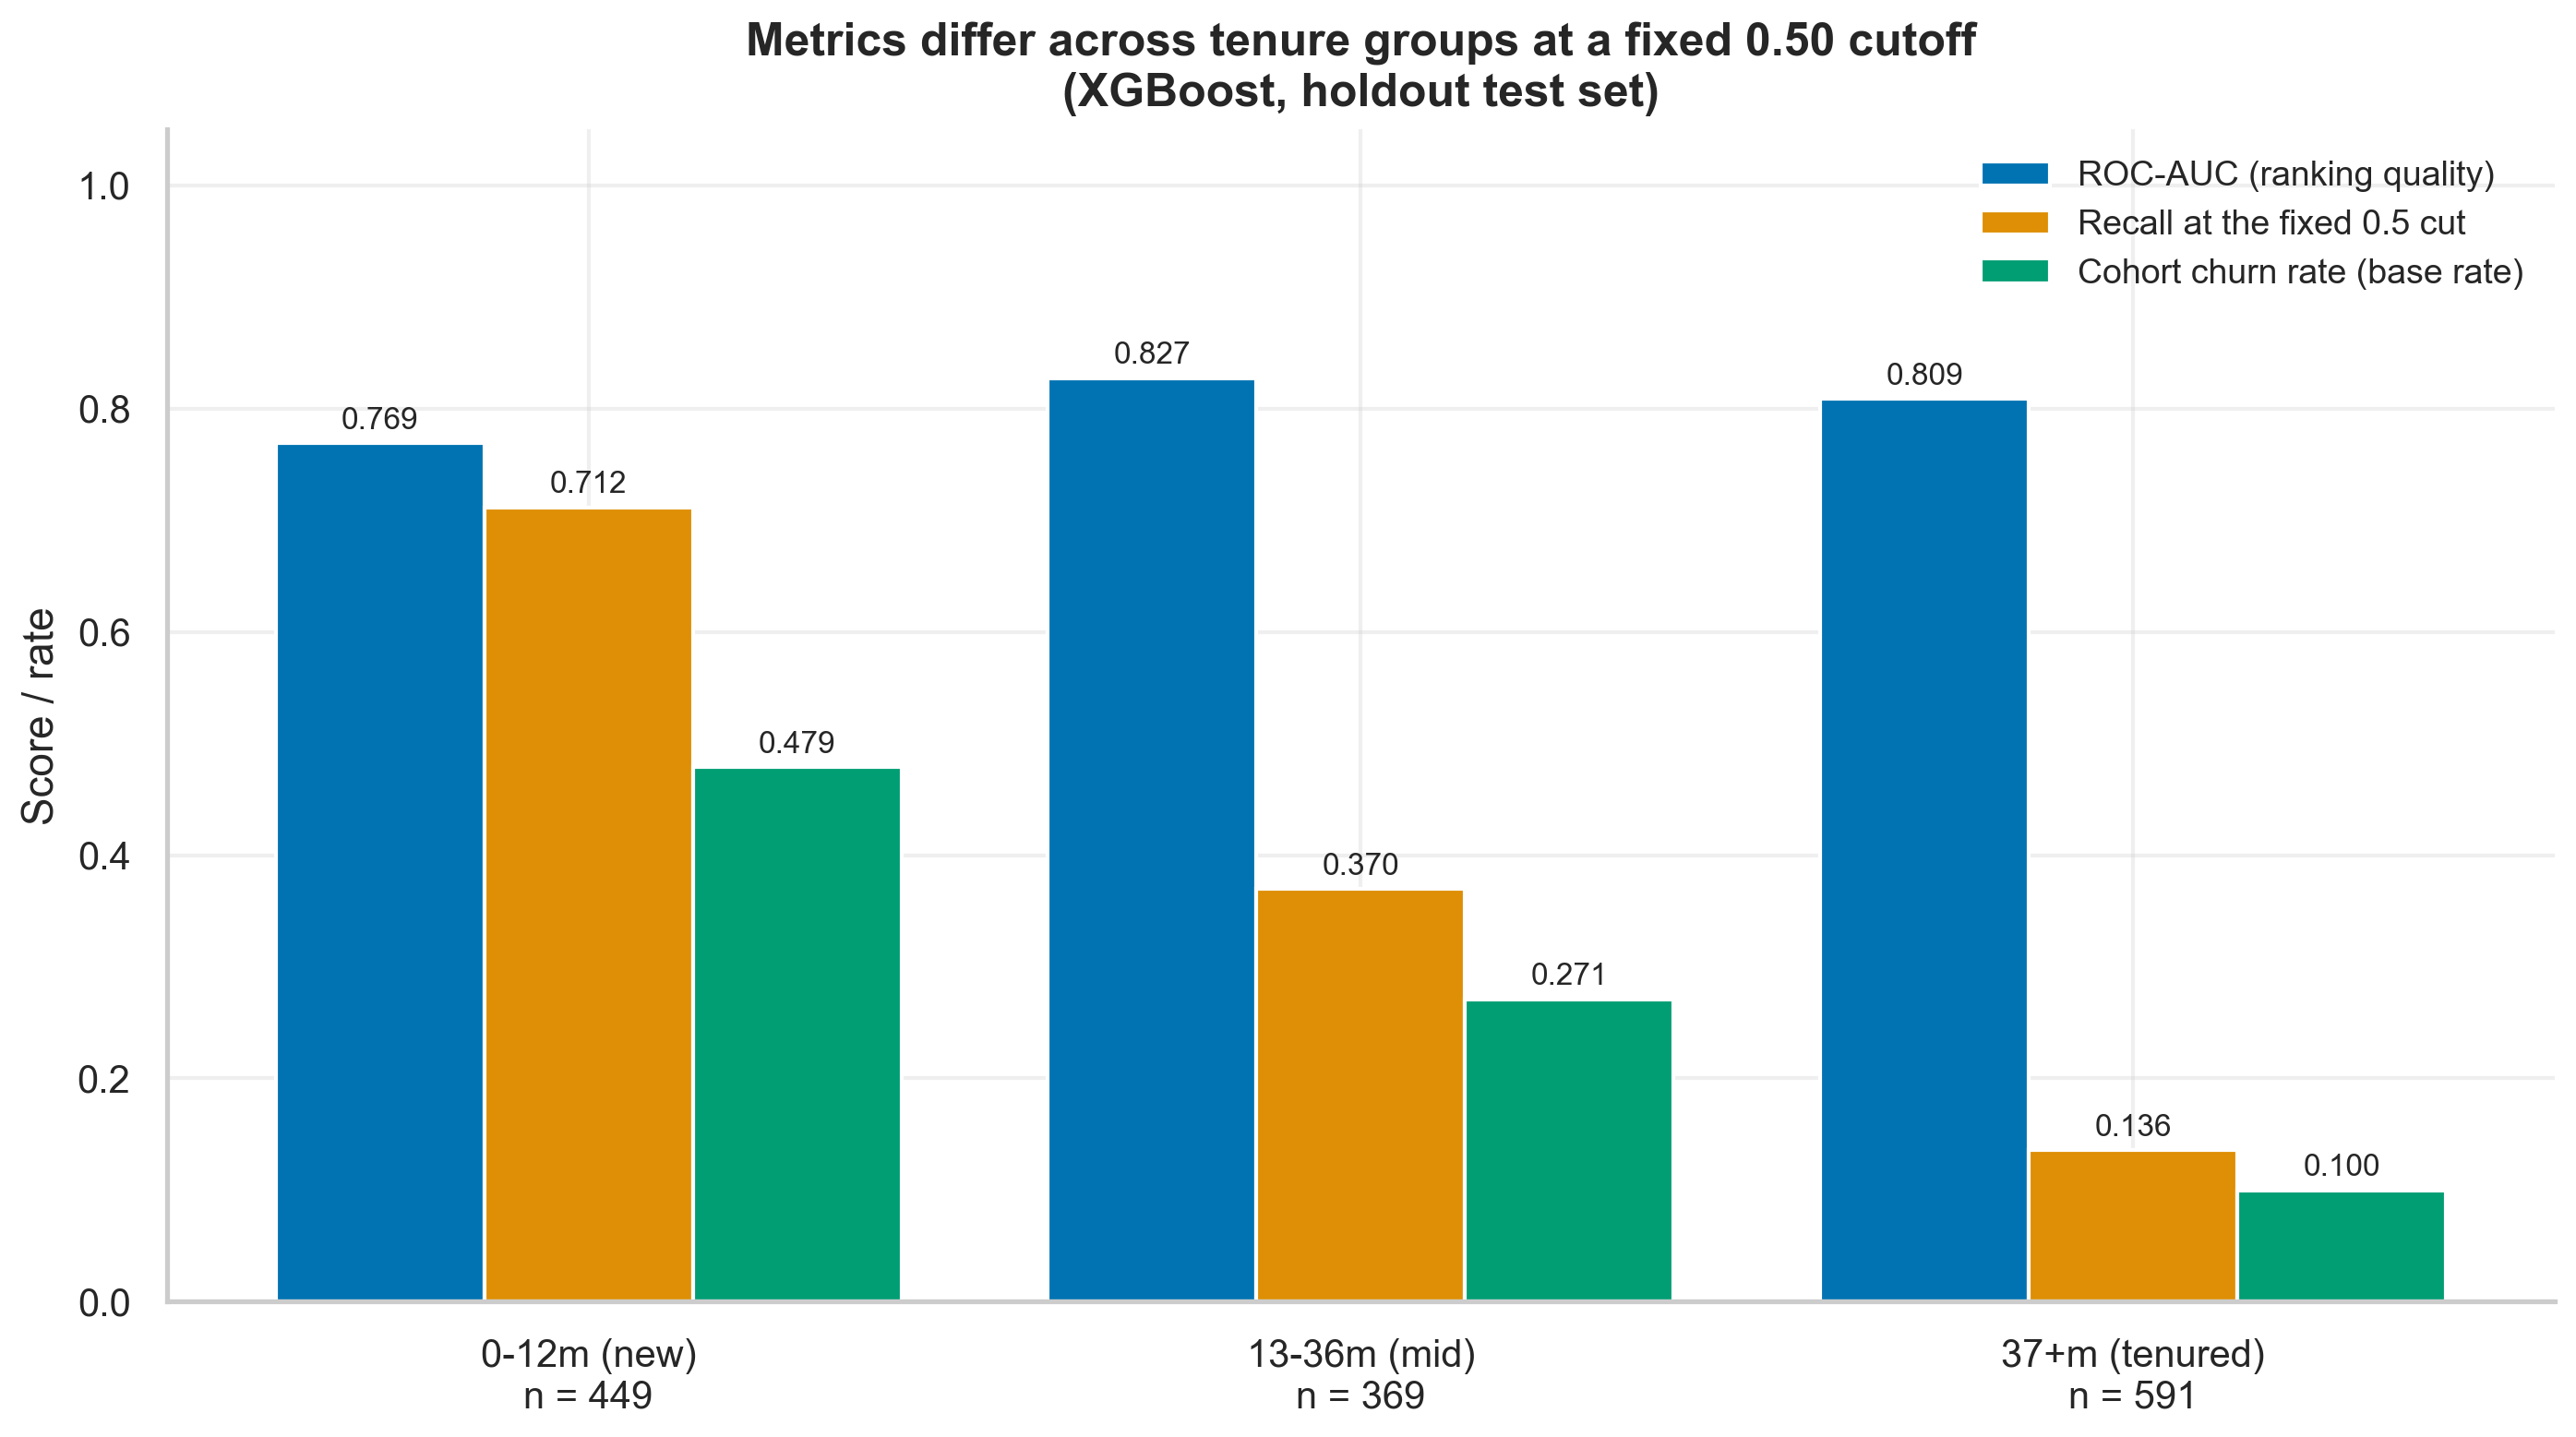 Metrics differ across tenure groups at a fixed 0.50 cutoff
(XGBoost, holdout test set)
ROC-AUC (ranking quality)
Recall at the fixed 0.5 cut
Cohort churn rate (base rate)
Score / rate
1.0
0.8
0.6
0.4
0.2
0.0
0.769
0.712
0.479
0.827
0.370
0.271
0.809
0.136
0.100
0-12m (new)
n = 449
13-36m (mid)
n = 369
37+m (tenured)
n = 591